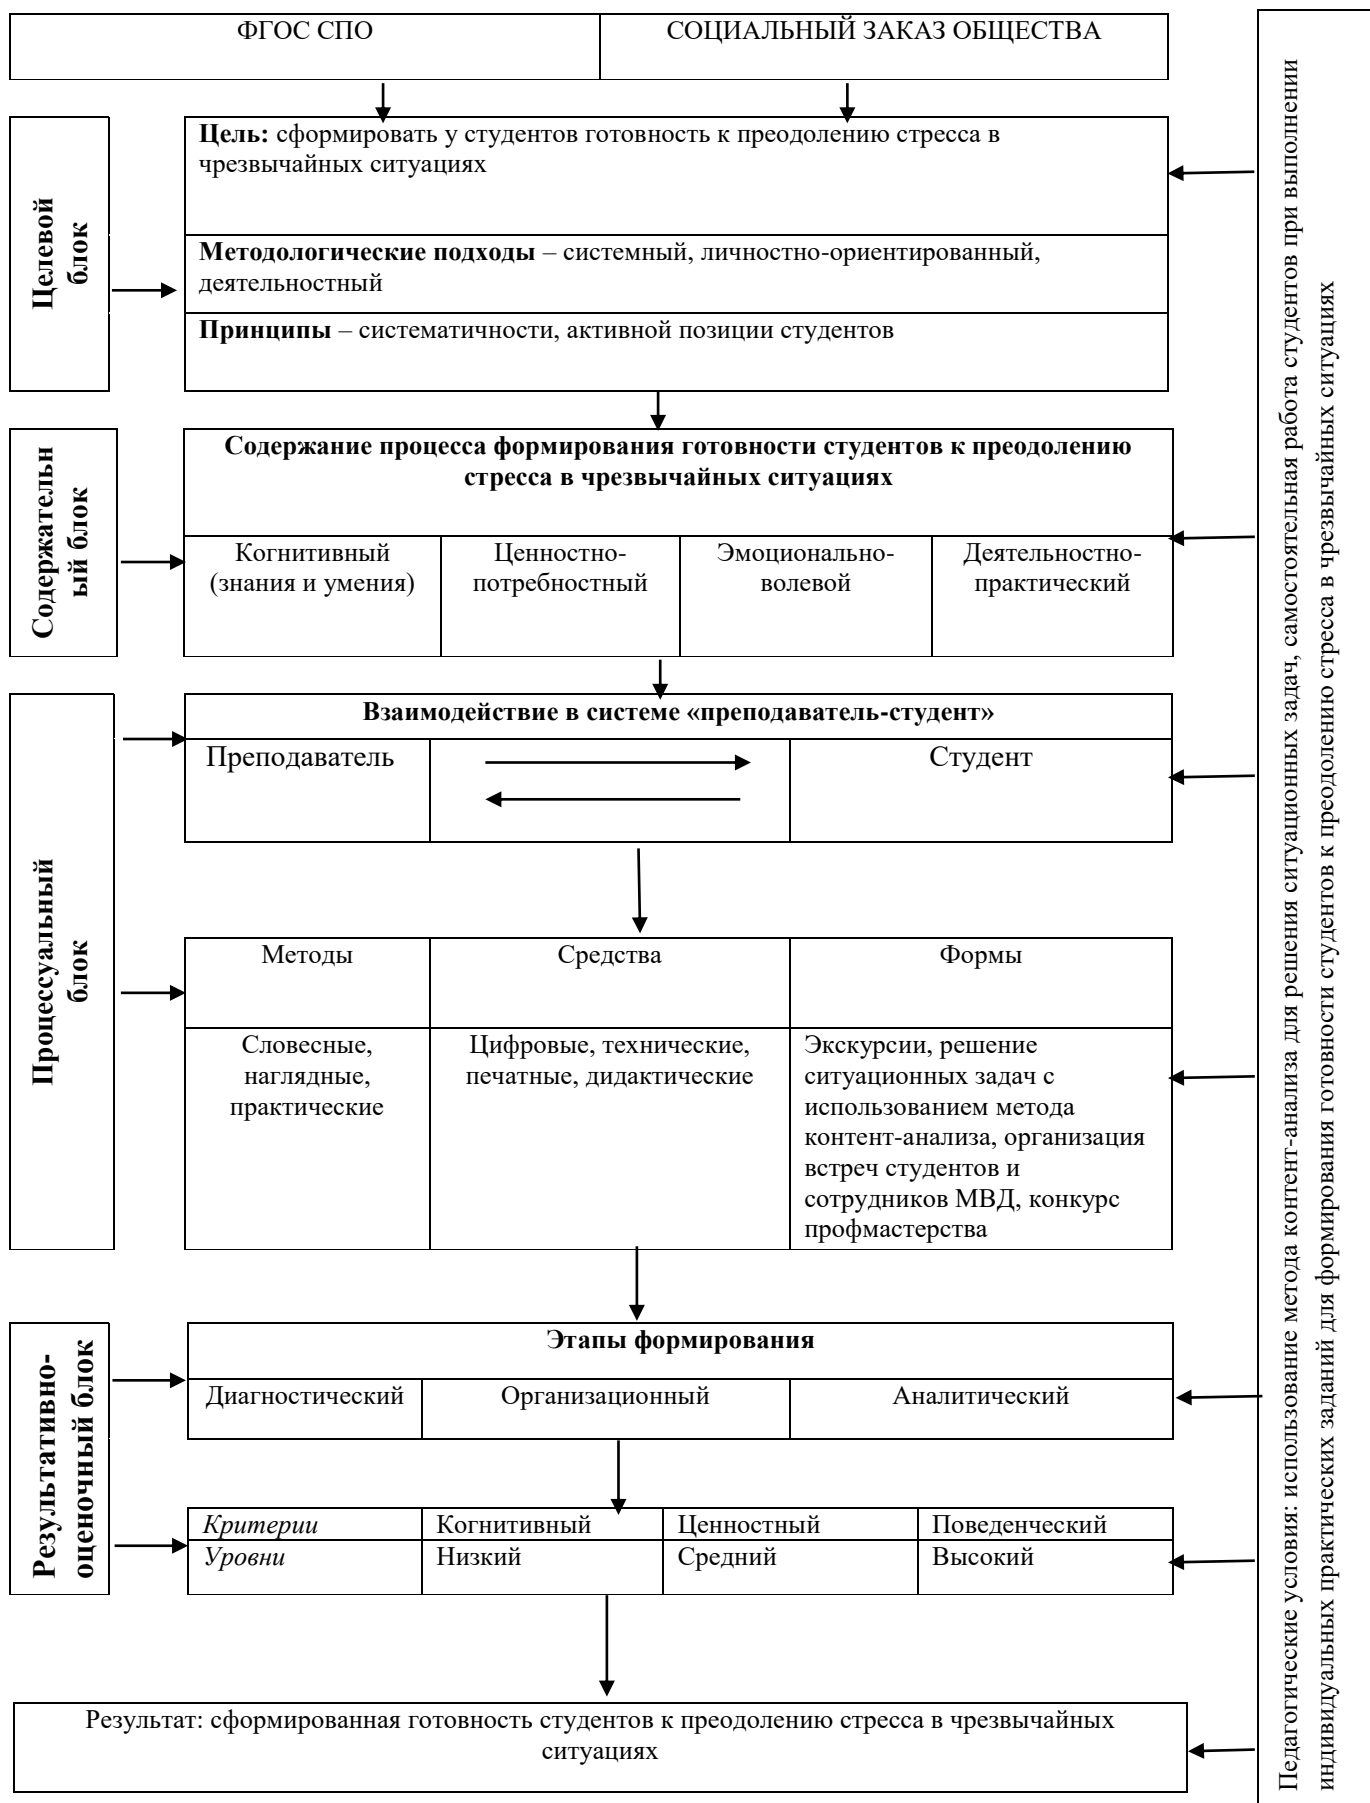 ФГОС СПО
СОЦИАЛЬНЫЙ ЗАКАЗ ОБЩЕСТВА
Целевой
блок
Цель: сформировать у студентов готовность к преодолению стресса в
чрезвычайных ситуациях
Методологические подходы – системный, личностно-ориентированный,
деятельностный
Принципы – систематичности, активной позиции студентов
Содержательн
ый блок
Содержание процесса формирования готовности студентов к преодолению
стресса в чрезвычайных ситуациях
Когнитивный
(знания и умения)
Ценностно-
потребностный
Эмоционально-
волевой
Деятельностно-
практический
Процессуальный
блок
Взаимодействие в системе «преподаватель-студент»
Преподаватель
Студент
Методы
Средства
Формы
Словесные,
наглядные,
практические
Цифровые, технические,
печатные, дидактические
Экскурсии, решение
ситуационных задач с
использованием метода
контент-анализа, организация
встреч студентов и
сотрудников МВД, конкурс
профмастерства
Результативно-
оценочный блок
Этапы формирования
Диагностический
Организационный
Аналитический
Критерии
Когнитивный
Ценностный
Поведенческий
Уровни
Низкий
Средний
Высокий
Результат: сформированная готовность студентов к преодолению стресса в чрезвычайных
ситуациях
Педагогические условия: использование метода контент-анализа для решения ситуационных задач, самостоятельная работа студентов при выполнении
индивидуальных практических заданий для формирования готовности студентов к преодолению стресса в чрезвычайных ситуациях